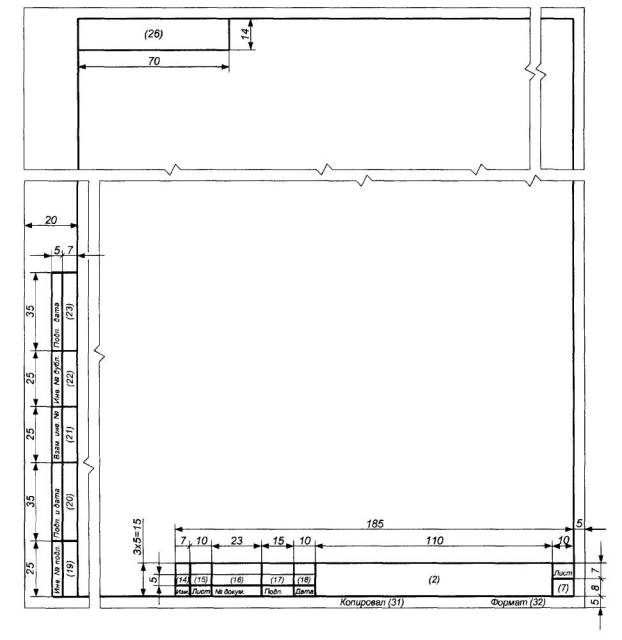 (26)
14
70
20
5 7
35
Подп. дата
(23)
25
Инв. № дубл.
(22)
25
Взам. инв. №
(21)
35
Подп. и дата
(20)
25
Инв. № подл.
(19)
185
5
3х5=15
7 10 23 15 10 110 10
5
(14) (15) (16) (17) (18)
(2)
Лист
7
Изм. Лист № докум. Подп. Дата
(7)
8
Копировал (31)
Формат (32)
5